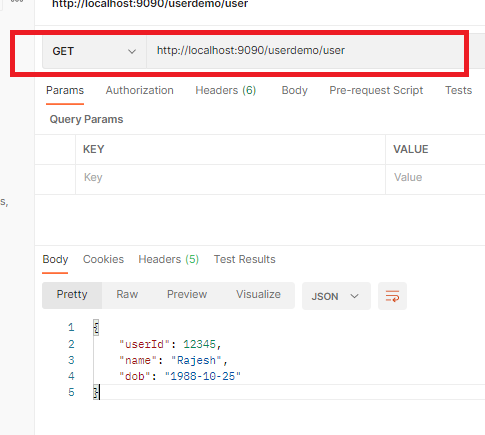 http://localhost:9090/userdemo/user
GET http://localhost:9090/userdemo/user
Params Authorization Headers (6) Body Pre-request Script Tests
Query Params
KEY VALUE
Key Value
s,
Body Cookies Headers (5) Test Results
Pretty Raw Preview Visualize JSON
1 {
2 "userId": 12345,
3 "name": "Rajesh",
4 "dob": "1988-10-25"
5 }